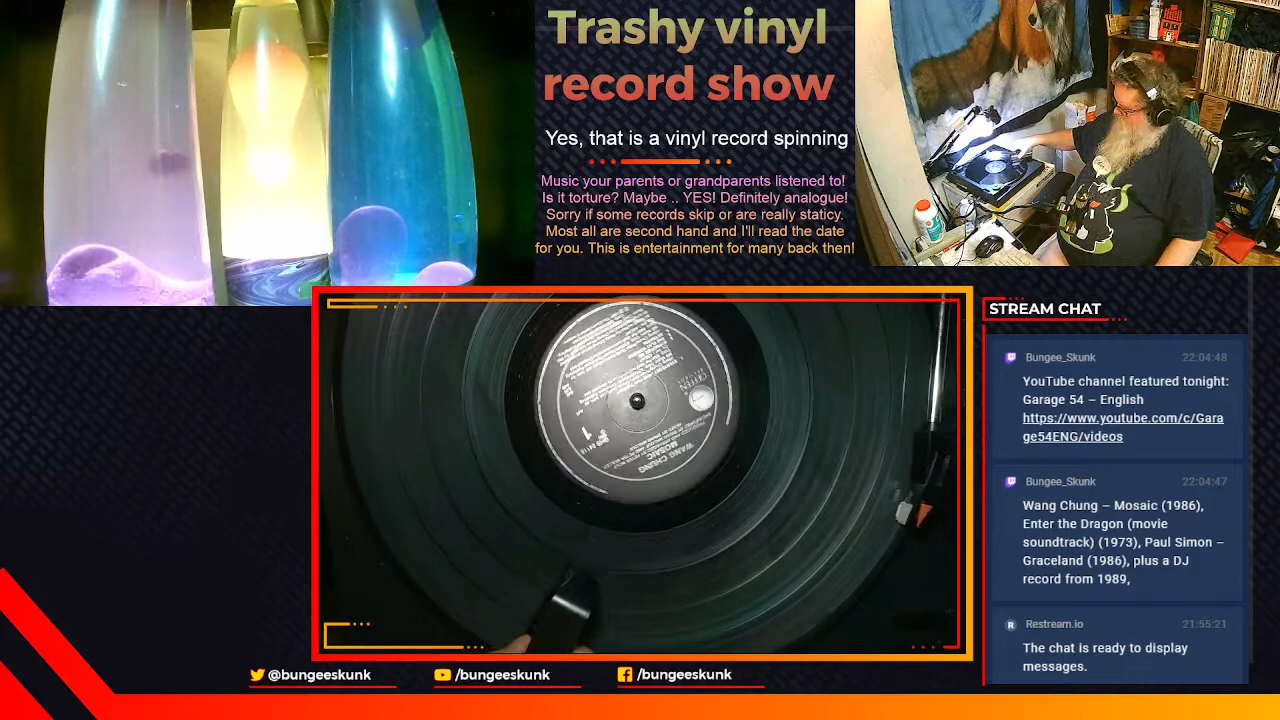 Trashy vinyl
record show
Yes, that is a vinyl record spinning
Music your parents or grandparents listened to!
Is it torture? Maybe .. YES! Definitely analogue!
Sorry if some records skip or are really staticy.
Most all are second hand and I'll read the date
for you. This is entertainment for many back then!
GEFFEN
1
WANG CHUNG
MOSAIC
STREAM CHAT
Bungee_Skunk 22:04:48
YouTube channel featured tonight:
Garage 54 – English
https://www.youtube.com/c/Gara
ge54ENG/videos
Bungee_Skunk 22:04:47
Wang Chung – Mosaic (1986),
Enter the Dragon (movie
soundtrack) (1973), Paul Simon –
Graceland (1986), plus a DJ
record from 1989,
R Restream.io 21:55:21
The chat is ready to display
messages.
@bungeeskunk
/bungeeskunk
/bungeeskunk